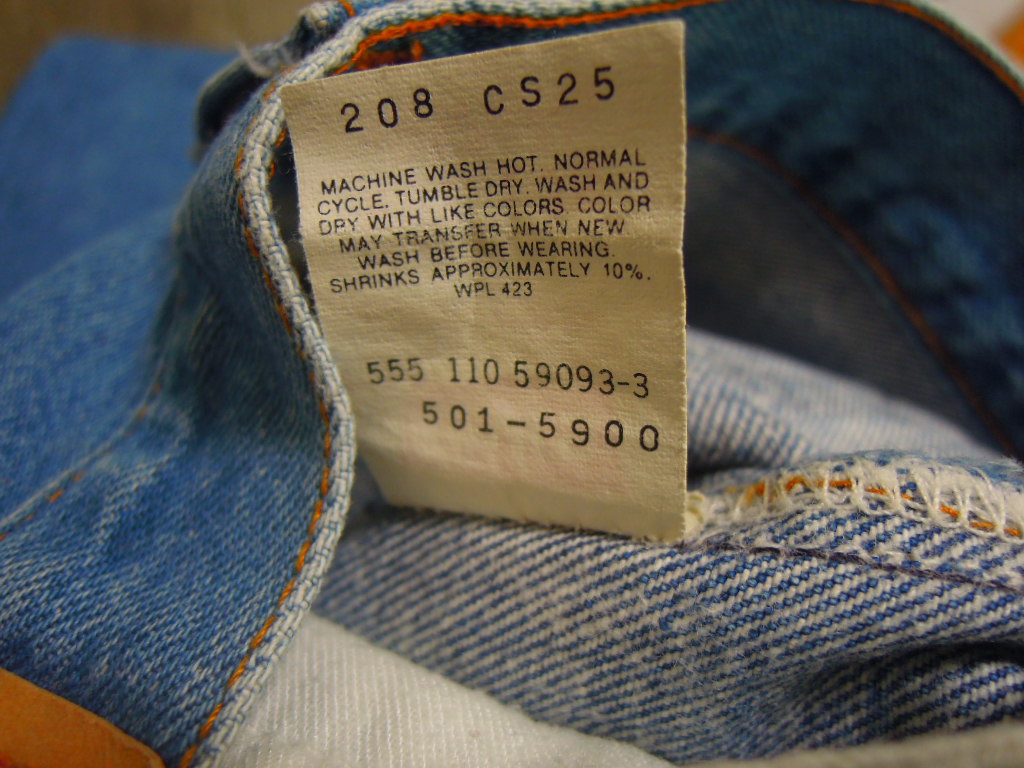 208 CS25
MACHINE WASH HOT. NORMAL
CYCLE. TUMBLE DRY. WASH AND
DRY WITH LIKE COLORS. COLOR
MAY TRANSFER WHEN NEW.
WASH BEFORE WEARING.
SHRINKS APPROXIMATELY 10%.
WPL 423
555 110 59093-3
501-5900